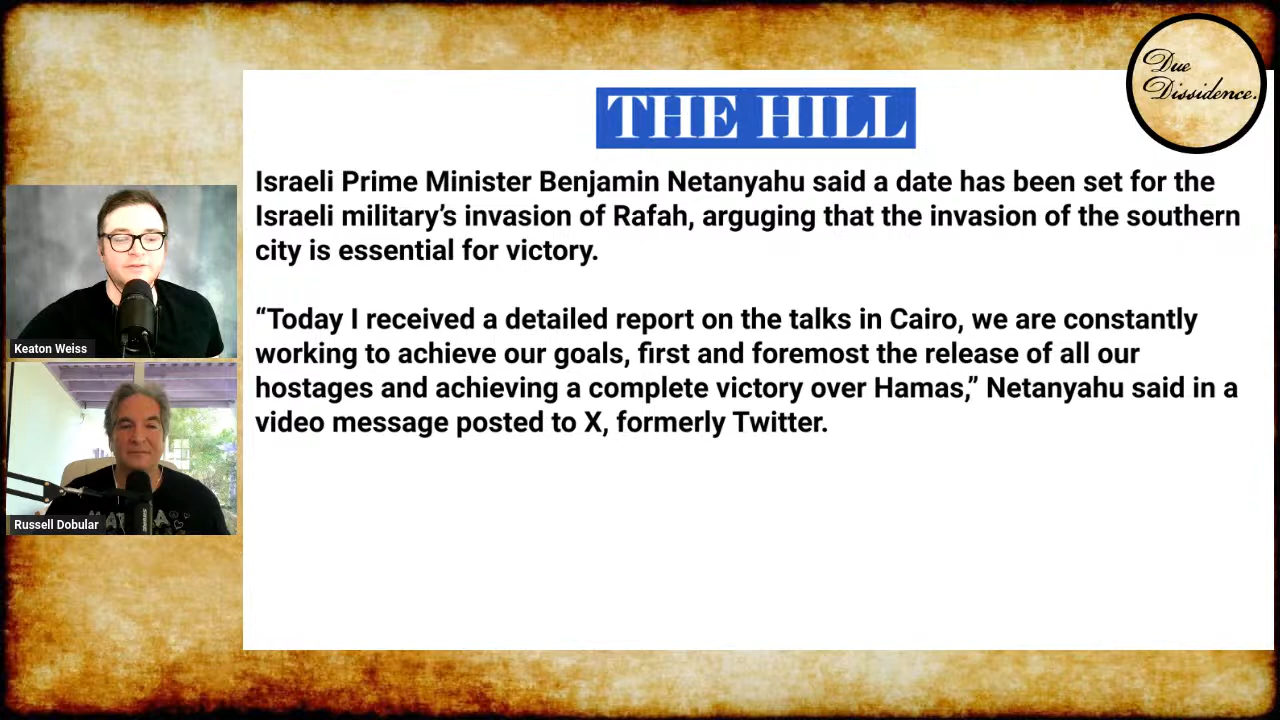 Due
Dissidence.
THE HILL
Israeli Prime Minister Benjamin Netanyahu said a date has been set for the
Israeli military’s invasion of Rafah, arguging that the invasion of the southern
city is essential for victory.
“Today I received a detailed report on the talks in Cairo, we are constantly
working to achieve our goals, first and foremost the release of all our
hostages and achieving a complete victory over Hamas,” Netanyahu said in a
video message posted to X, formerly Twitter.
Keaton Weiss
Russell Dobular